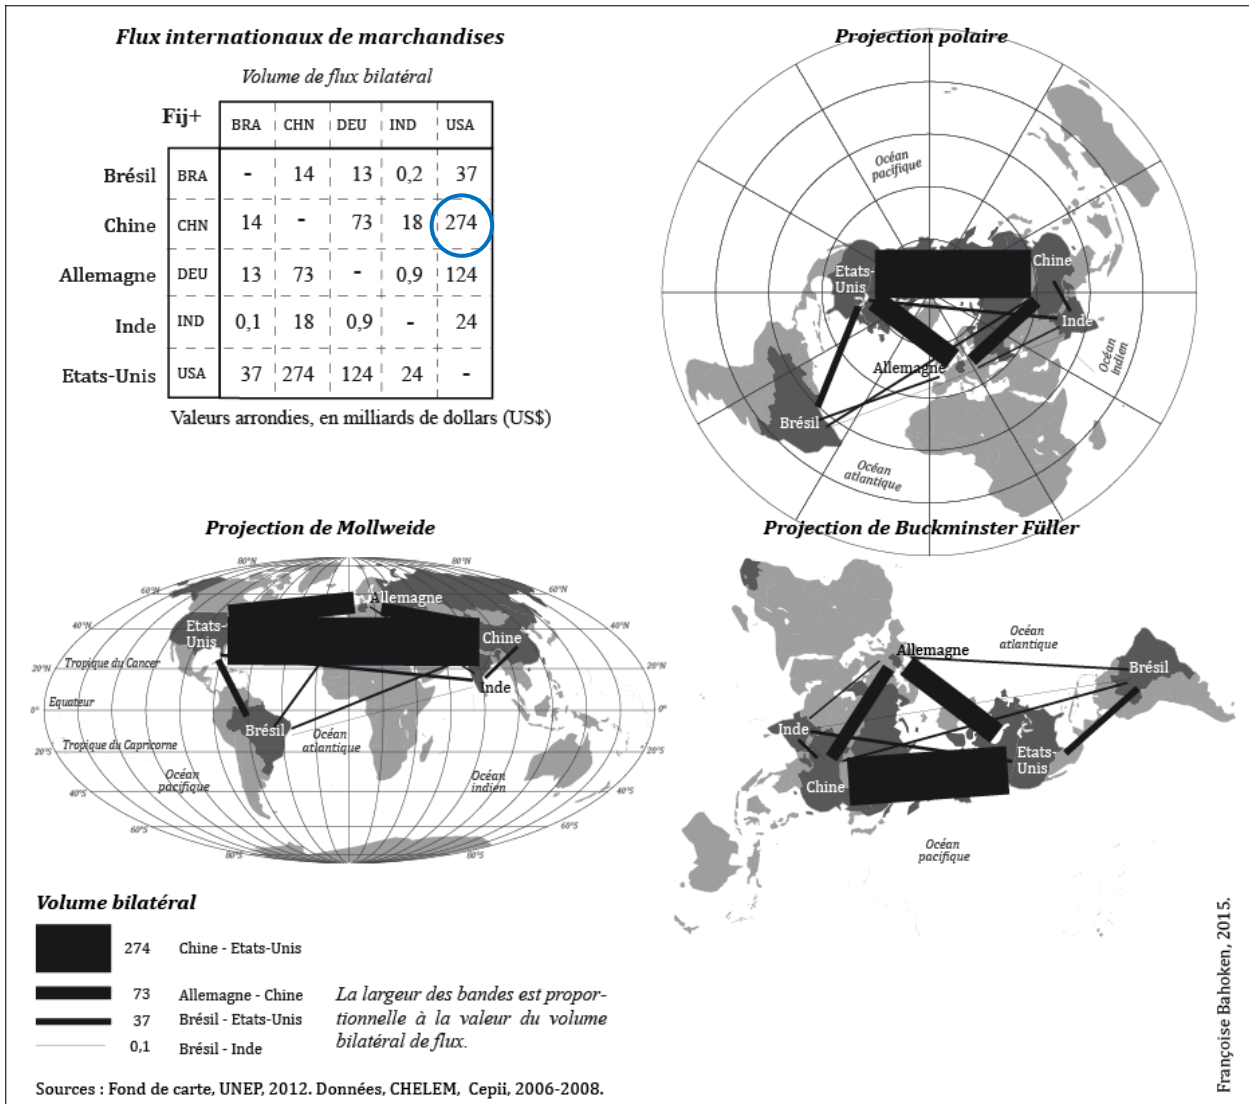 Flux internationaux de marchandises
Volume de flux bilatéral
Fij+ BRA CHN DEU IND USA
Brésil BRA - 14 13 0,2 37
Chine CHN 14 - 73 18 274
Allemagne DEU 13 73 - 0,9 124
Inde IND 0,1 18 0,9 - 24
Etats-Unis USA 37 274 124 24 -
Valeurs arrondies, en milliards de dollars (US$)
Projection polaire
Océan
pacifique
Etats-
Unis
Chine
Inde
Allemagne
Brésil
Océan
indien
Océan
atlantique
Projection de Mollweide
80°N 80°N
60°N 60°N
40°N 40°N
Tropique du Cancer 20°N
Equateur 0° 0°
Tropique du Capricorne
20°S 20°S
40°S 40°S
60°S 60°S
80°S 80°S
Allemagne
Etats-
Unis
Chine
Inde
Brésil
Océan
atlantique
Océan
pacifique
Océan
indien
Projection de Buckminster Füller
Allemagne
Océan
atlantique
Brésil
Inde
Etats-
Unis
Chine
Océan
pacifique
Volume bilatéral
274 Chine - Etats-Unis
73 Allemagne - Chine
37 Brésil - Etats-Unis
0,1 Brésil - Inde
La largeur des bandes est propor-
tionnelle à la valeur du volume
bilatéral de flux.
Sources : Fond de carte, UNEP, 2012. Données, CHELEM, Cepii, 2006-2008.
Françoise Bahoken, 2015.